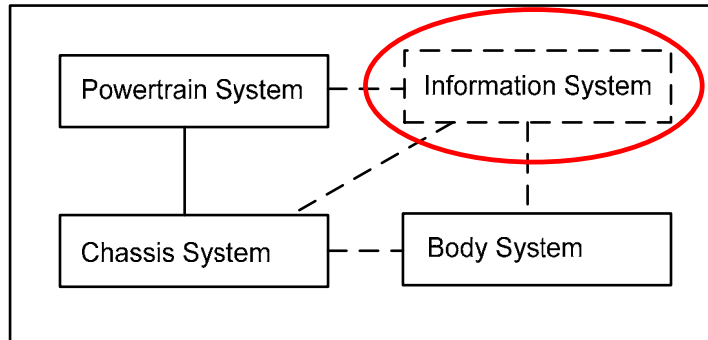 Powertrain System
Information System
Chassis System
Body System